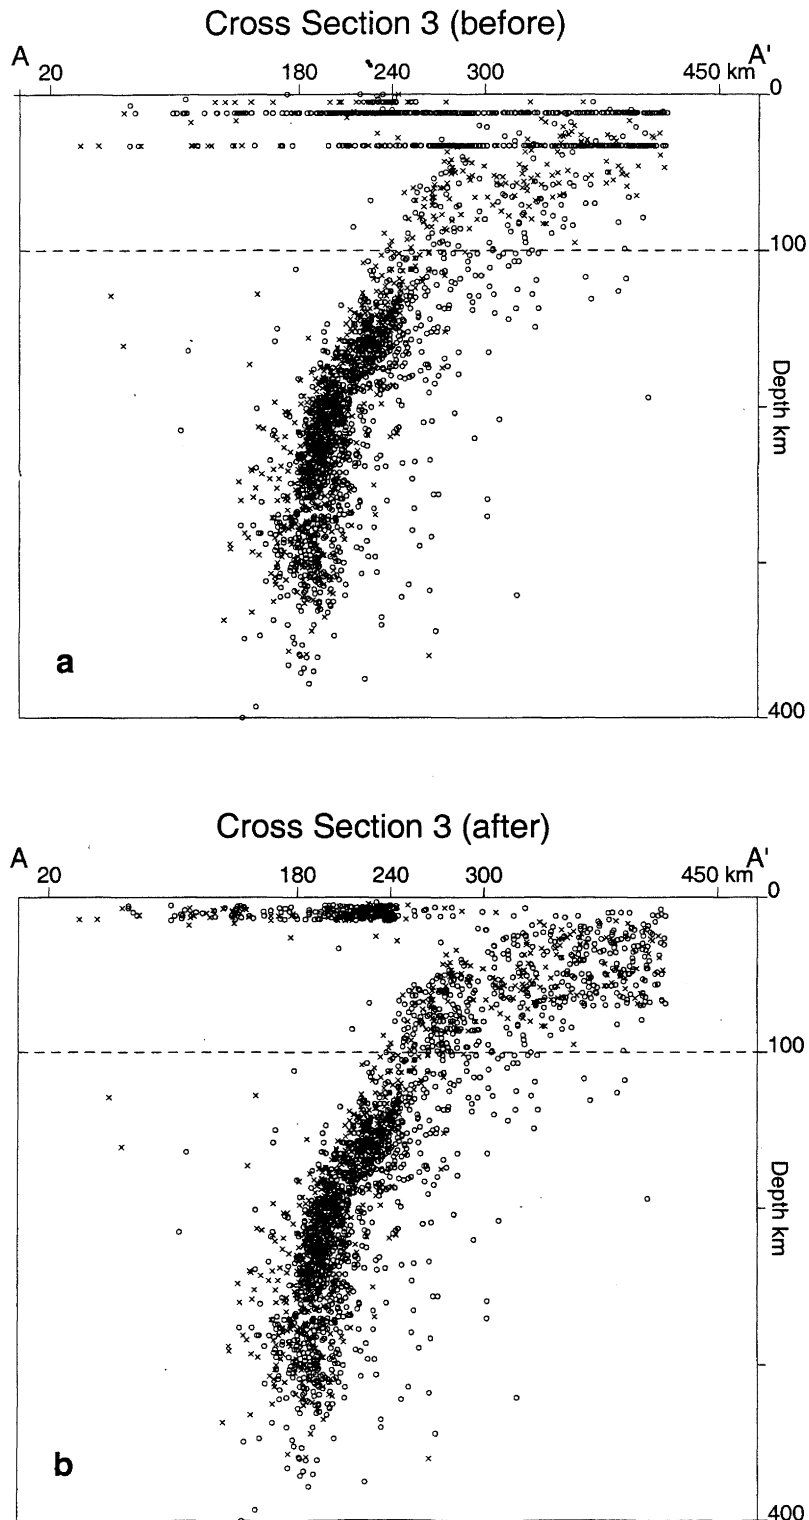 Cross Section 3 (before)
A A'
20 180 240 300 450 km 0
100
Depth km
a
400
Cross Section 3 (after)
A A'
20 180 240 300 450 km 0
100
Depth km
b
400